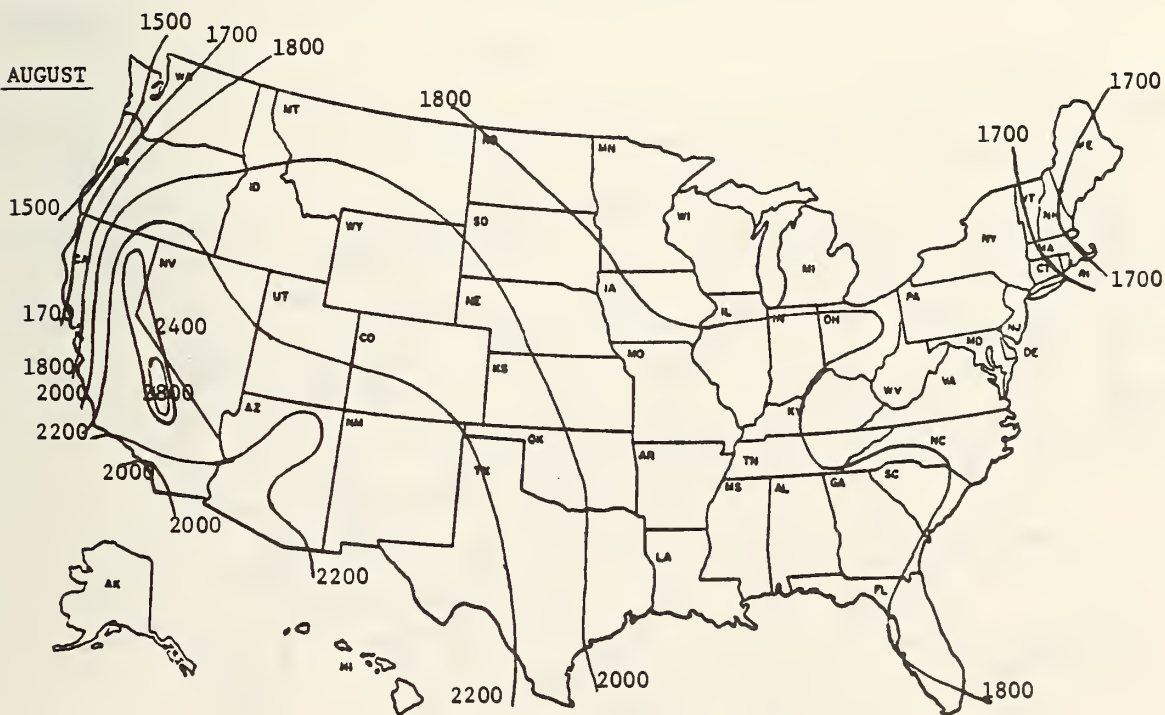 1500
1700
1800
AUGUST
WA
MT
1800
ND
MN
1700
1700
ME
OR
ID
VT
NH
1500
SD
WI
NY
MA
WY
CA
NV
MI
CT
RI
1700
UT
NE
IA
PA
IL
IN
OH
1700
2400
CO
NJ
MO
MD
DE
KS
1800
2800
WV
VA
2000
AZ
KY
2200
NM
OK
NC
TX
AR
TN
2000
MS
AL
GA
SC
2000
LA
2200
AK
FL
HI
2200
2000
1800